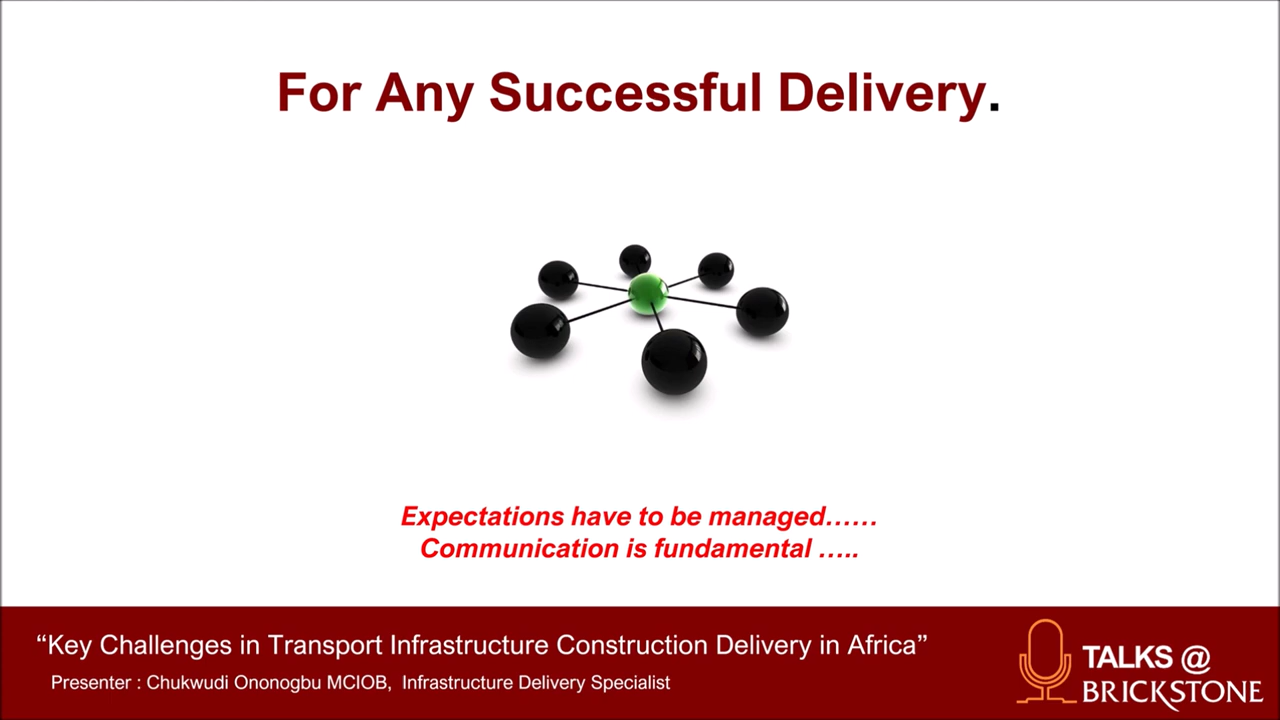 For Any Successful Delivery.
Expectations have to be managed……
Communication is fundamental …..
“Key Challenges in Transport Infrastructure Construction Delivery in Africa”
Presenter : Chukwudi Ononogbu MCIOB, Infrastructure Delivery Specialist
TALKS @
BRICKSTONE